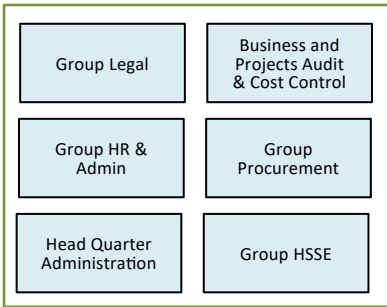 Group Legal
Business and
Projects Audit
& Cost Control
Group HR &
Admin
Group
Procurement
Head Quarter
Administration
Group HSSE